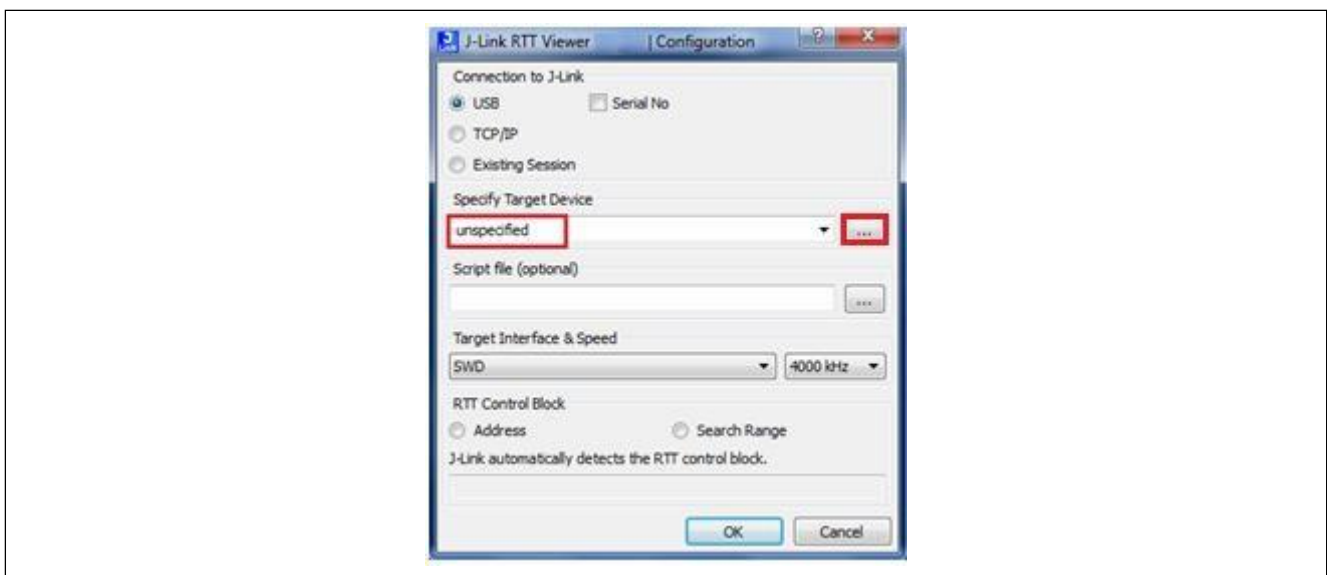 J-Link RTT Viewer | Configuration
Connection to J-Link
USB Serial No
TCP/IP
Existing Session
Specify Target Device
unspecified ...
Script file (optional)
...
Target Interface & Speed
SWD 4000 kHz
RTT Control Block
Address Search Range
J-Link automatically detects the RTT control block.
OK Cancel